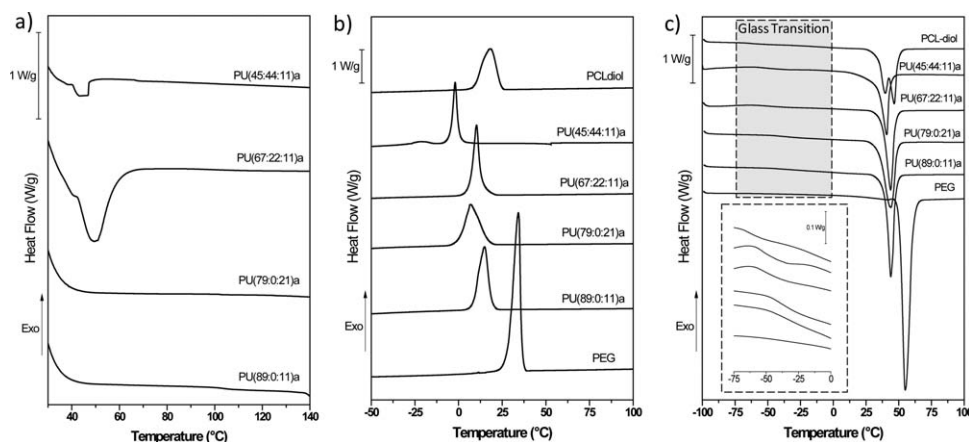 a)
1 W/g
PU(45:44:11)a
PU(67:22:11)a
PU(79:0:21)a
PU(89:0:11)a
Heat Flow (W/g)
Exo
40 60 80 100 120 140
Temperature (°C)
b)
1 W/g
PCLdiol
PU(45:44:11)a
PU(67:22:11)a
PU(79:0:21)a
PU(89:0:11)a
PEG
Heat Flow (W/g)
Exo
-50 -25 0 25 50 75 100
Temperature (°C)
c)
Glass Transition
1 W/g
PCL-diol
PU(45:44:11)a
PU(67:22:11)a
PU(79:0:21)a
PU(89:0:11)a
PEG
0.1 W/g
-75 -50 -25 0
Heat Flow (W/g)
Exo
-100 -75 -50 -25 0 25 50 75 100
Temperature (°C)